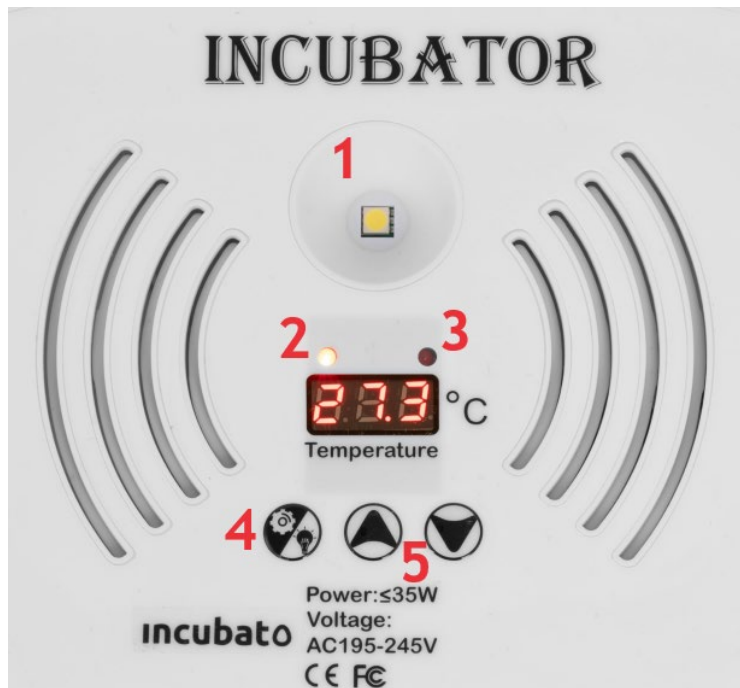 INCUBATOR
1
2
3
27.3 °C
Temperature
4
5
Power:≤35W
Voltage:
incubato
AC195-245V
CE FC